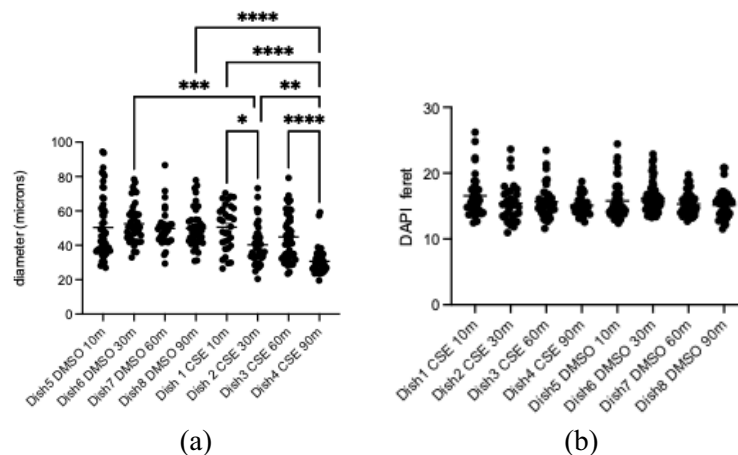 ****
****
*** **
* ****
100
80
60
40
20
0
diameter (microns)
Dish5 DMSO 10m
Dish6 DMSO 30m
Dish7 DMSO 60m
Dish8 DMSO 90m
Dish 1 CSE 10m
Dish 2 CSE 30m
Dish3 CSE 60m
Dish4 CSE 90m
(a)
30
20
10
0
DAPI feret
Dish1 CSE 10m
Dish2 CSE 30m
Dish3 CSE 60m
Dish4 CSE 90m
Dish5 DMSO 10m
Dish6 DMSO 30m
Dish7 DMSO 60m
Dish8 DMSO 90m
(b)